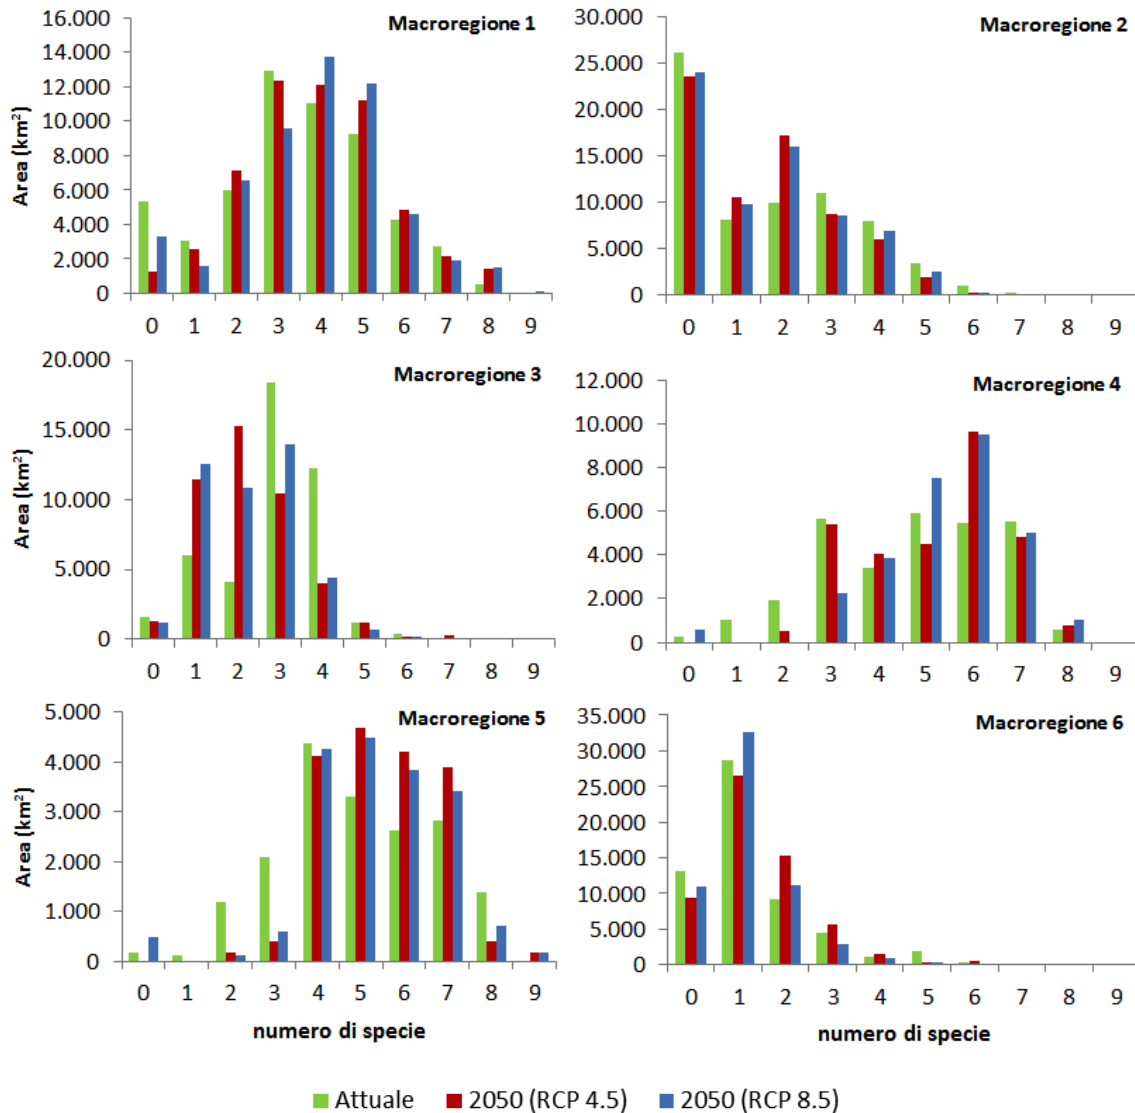 Macroregione 1
Area (km²)
16.000
14.000
12.000
10.000
8.000
6.000
4.000
2.000
0
0 1 2 3 4 5 6 7 8 9
Macroregione 2
30.000
25.000
20.000
15.000
10.000
5.000
0
0 1 2 3 4 5 6 7 8 9
Macroregione 3
Area (km²)
20.000
15.000
10.000
5.000
0
0 1 2 3 4 5 6 7 8 9
Macroregione 4
12.000
10.000
8.000
6.000
4.000
2.000
0
0 1 2 3 4 5 6 7 8 9
Macroregione 5
Area (km²)
5.000
4.000
3.000
2.000
1.000
0
0 1 2 3 4 5 6 7 8 9
numero di specie
Macroregione 6
35.000
30.000
25.000
20.000
15.000
10.000
5.000
0
0 1 2 3 4 5 6 7 8 9
numero di specie
Attuale 2050 (RCP 4.5) 2050 (RCP 8.5)